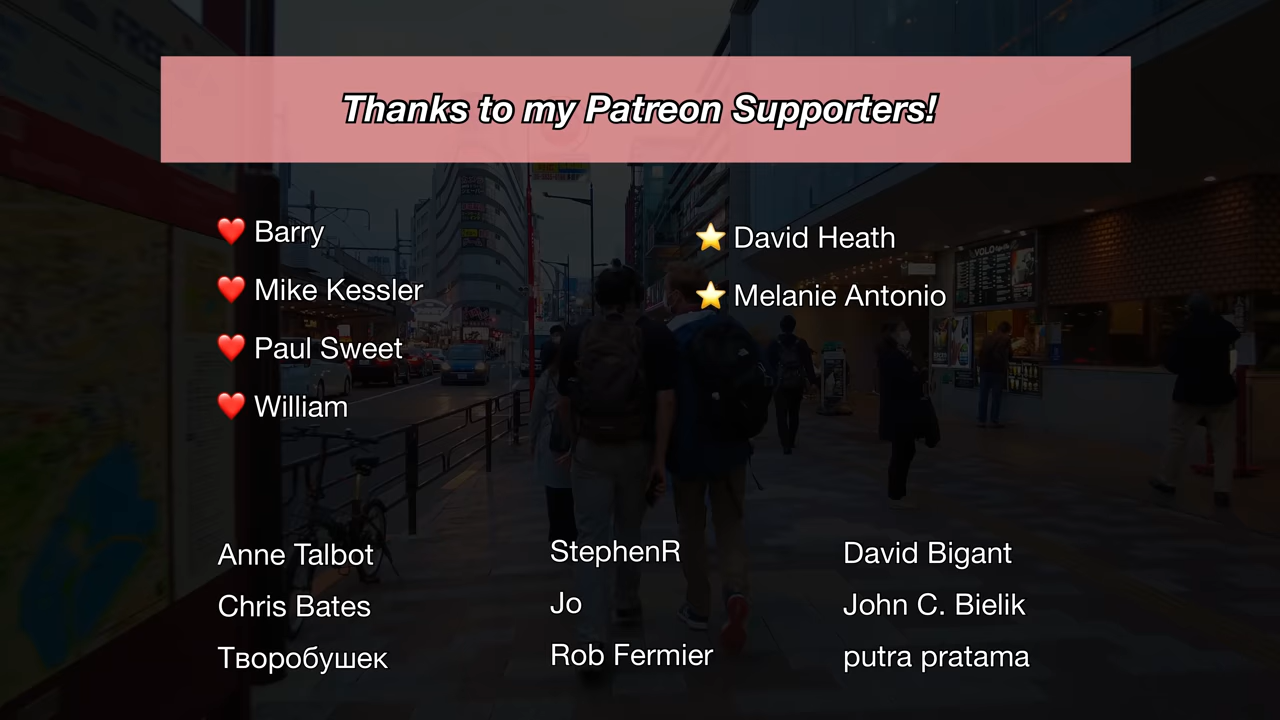 Thanks to my Patreon Supporters!
❤️ Barry
❤️ Mike Kessler
❤️ Paul Sweet
❤️ William
⭐ David Heath
⭐ Melanie Antonio
Anne Talbot
Chris Bates
Творобушек
StephenR
Jo
Rob Fermier
David Bigant
John C. Bielik
putra pratama
VOLO